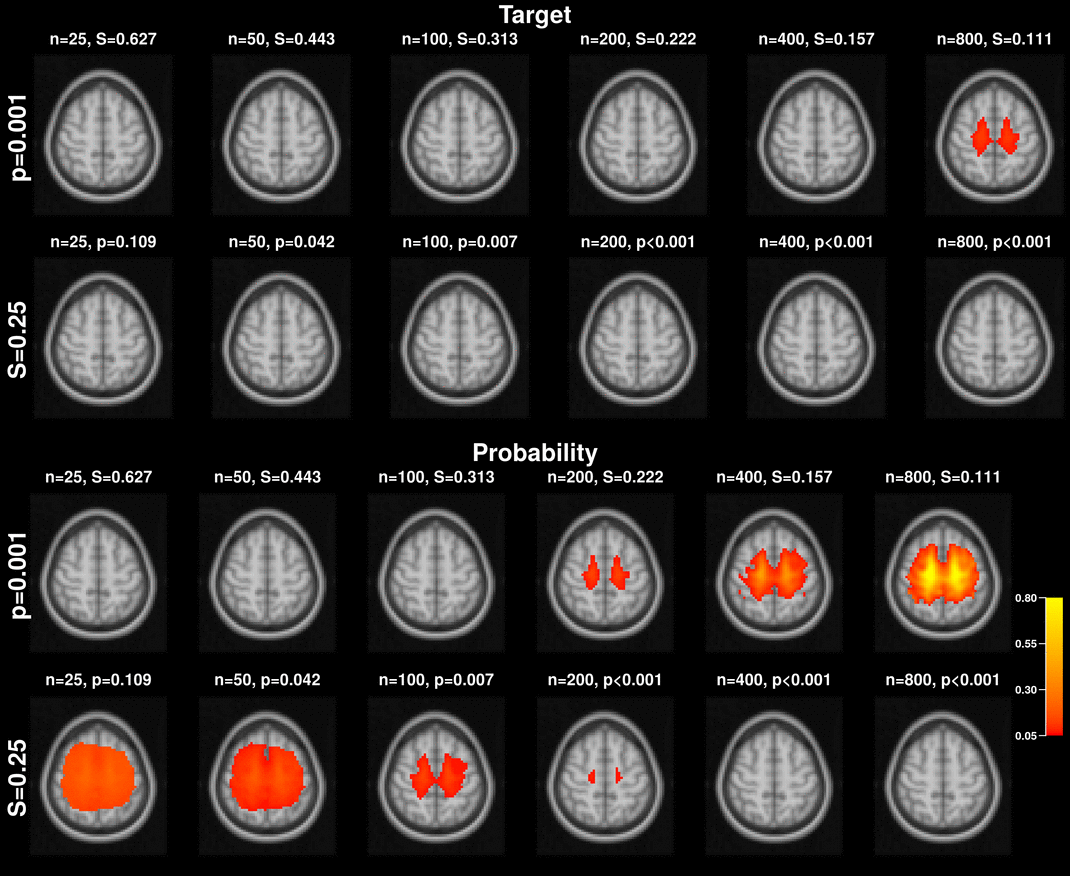 Target
n=25, S=0.627 n=50, S=0.443 n=100, S=0.313 n=200, S=0.222 n=400, S=0.157 n=800, S=0.111
p=0.001
n=25, p=0.109 n=50, p=0.042 n=100, p=0.007 n=200, p<0.001 n=400, p<0.001 n=800, p<0.001
S=0.25
Probability
n=25, S=0.627 n=50, S=0.443 n=100, S=0.313 n=200, S=0.222 n=400, S=0.157 n=800, S=0.111
p=0.001
0.80
0.55
0.30
0.05
n=25, p=0.109 n=50, p=0.042 n=100, p=0.007 n=200, p<0.001 n=400, p<0.001 n=800, p<0.001
S=0.25